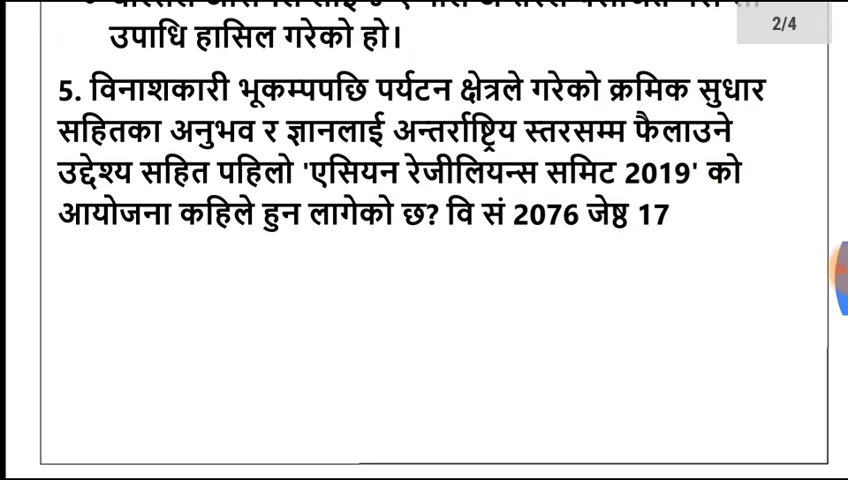 2/4
उपाधि हासिल गरेको हो।
5. विनाशकारी भूकम्पपछि पर्यटन क्षेत्रले गरेको क्रमिक सुधार
सहितका अनुभव र ज्ञानलाई अन्तर्राष्ट्रिय स्तरसम्म फैलाउने
उद्देश्य सहित पहिलो 'एसियन रेजीलियन्स समिट 2019' को
आयोजना कहिले हुन लागेको छ? वि सं 2076 जेष्ठ 17